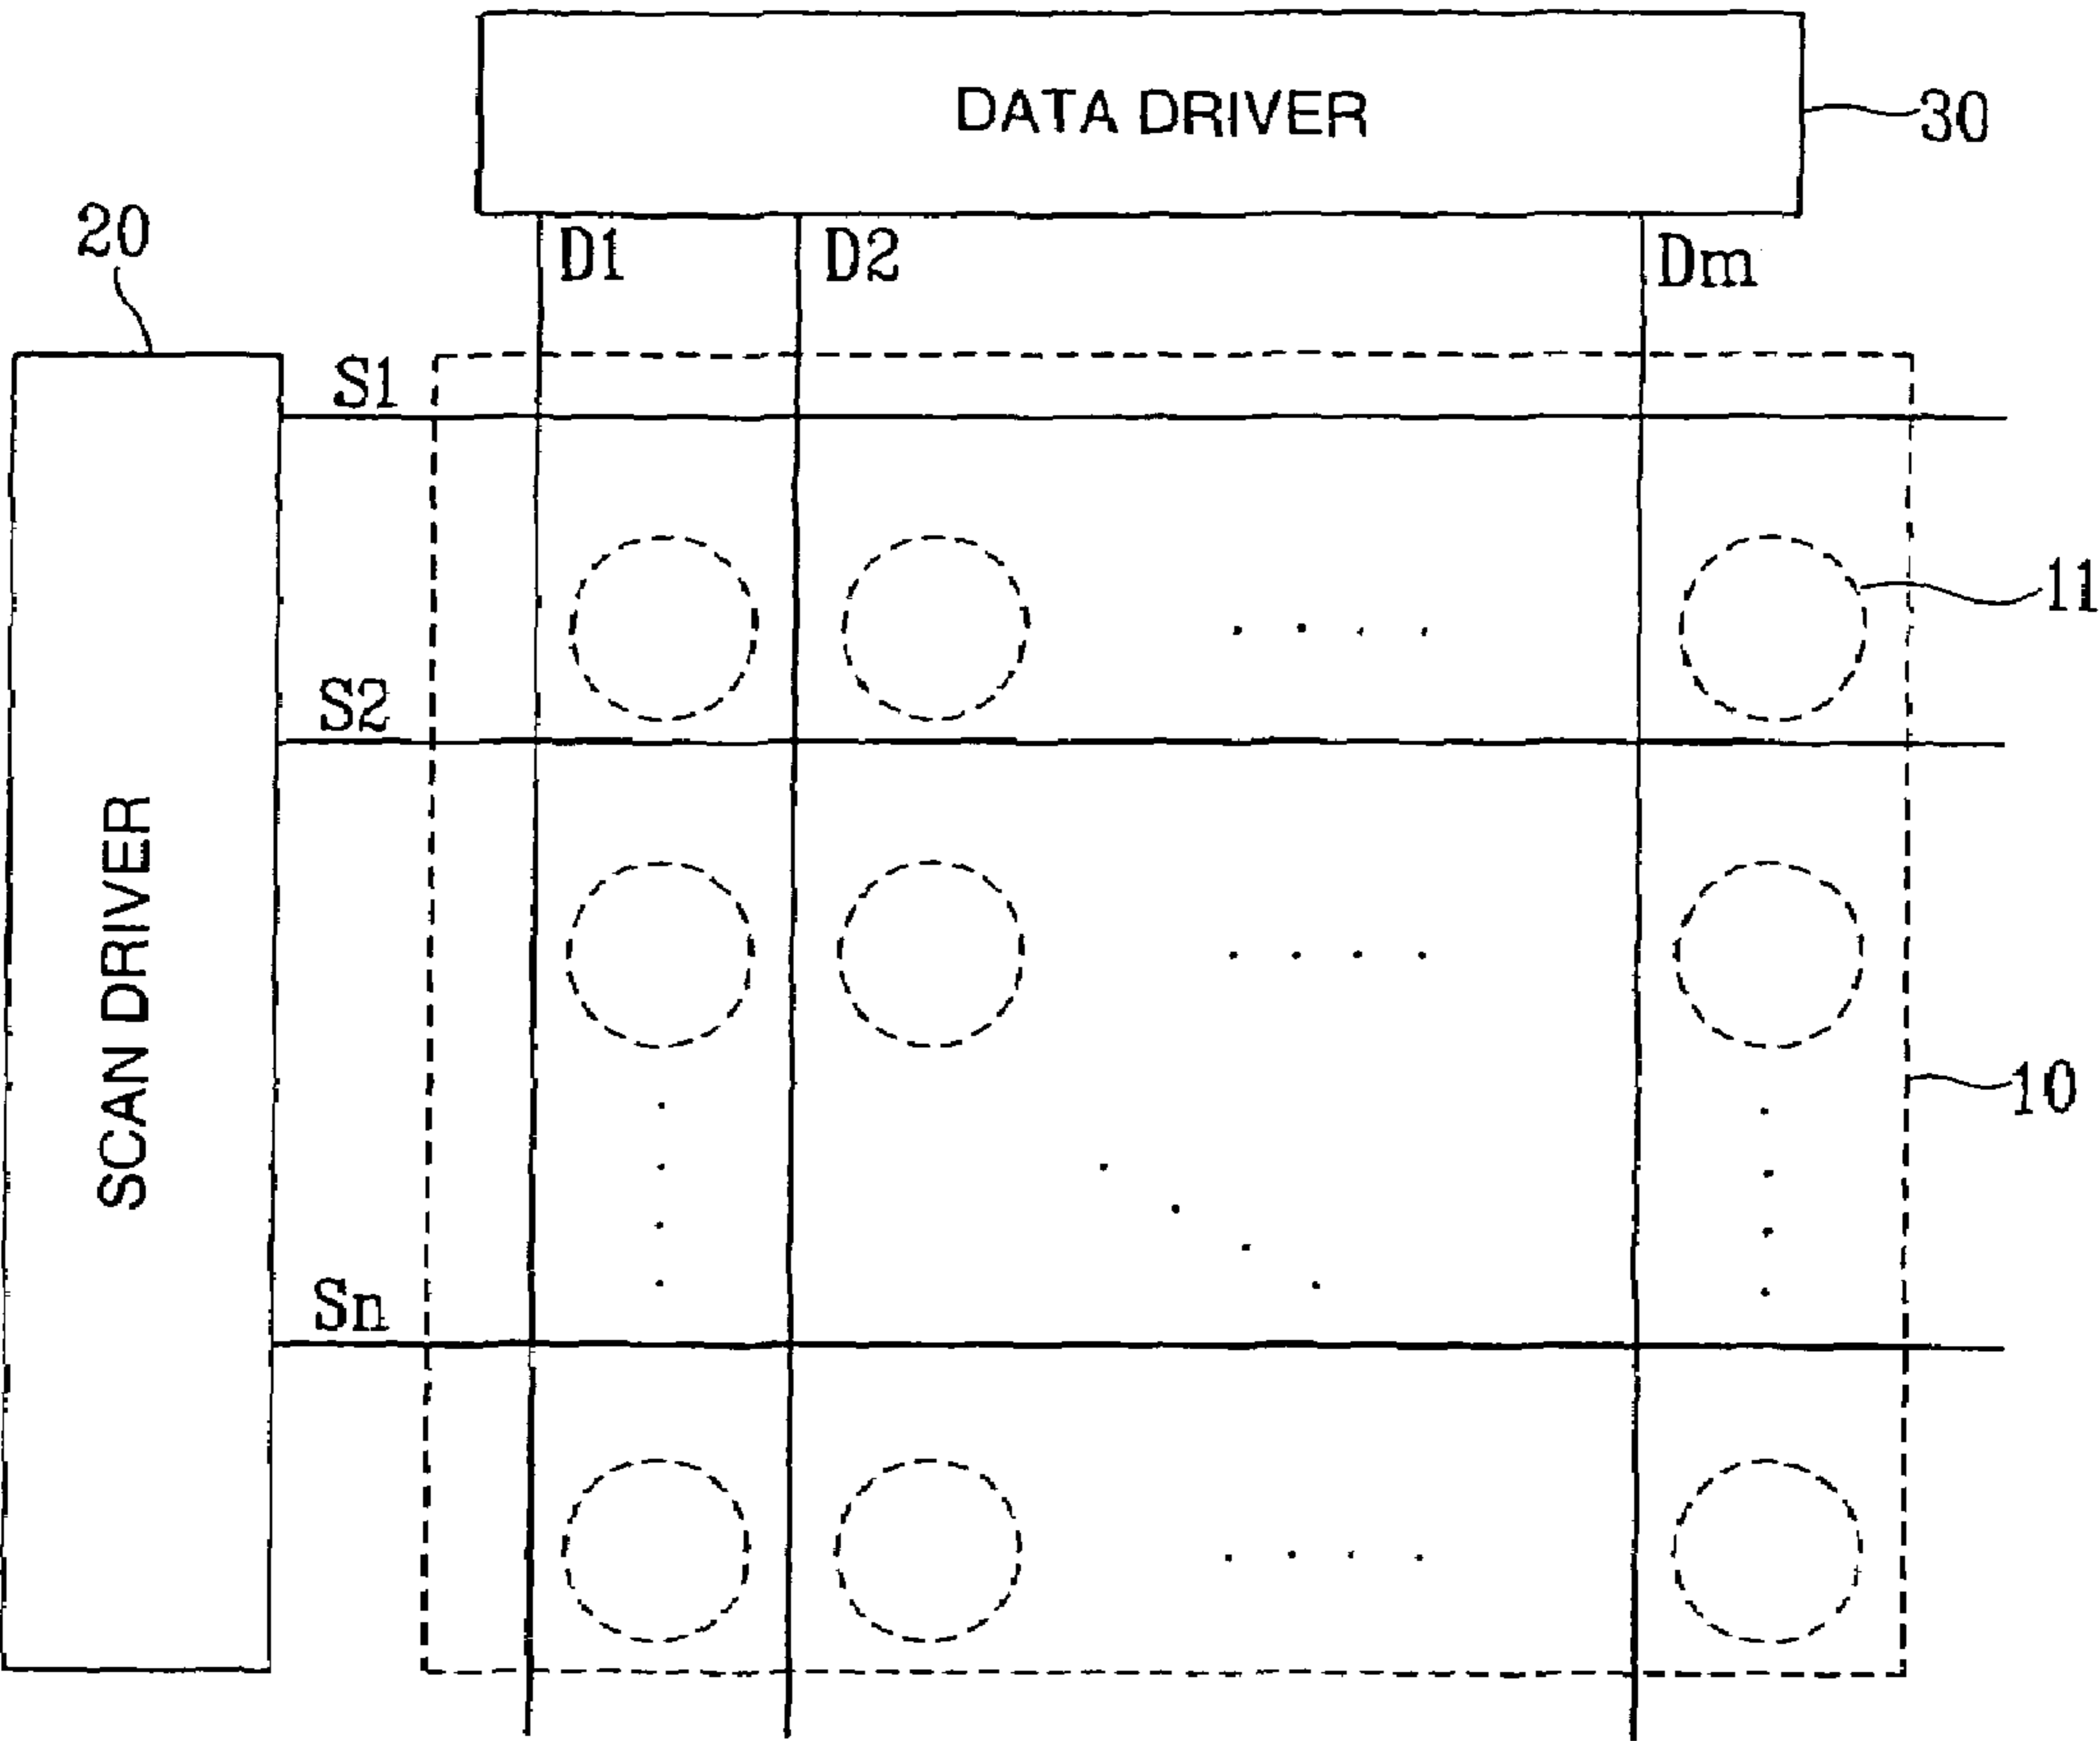 DATA DRIVER
30
20
D1
D2
Dm
S1
11
S2
SCAN DRIVER
10
Sn